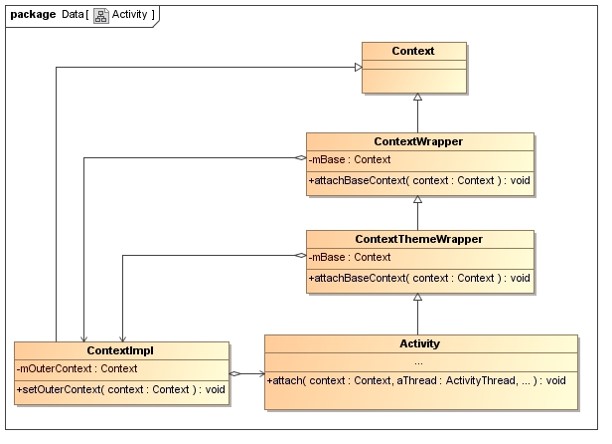 package Data[ Activity ]
Context
ContextWrapper
-mBase : Context
+attachBaseContext( context : Context ) : void
ContextThemeWrapper
-mBase : Context
+attachBaseContext( context : Context ) : void
ContextImpl
-mOuterContext : Context
+setOuterContext( context : Context ) : void
Activity
...
+attach( context : Context, aThread : ActivityThread, ... ) : void